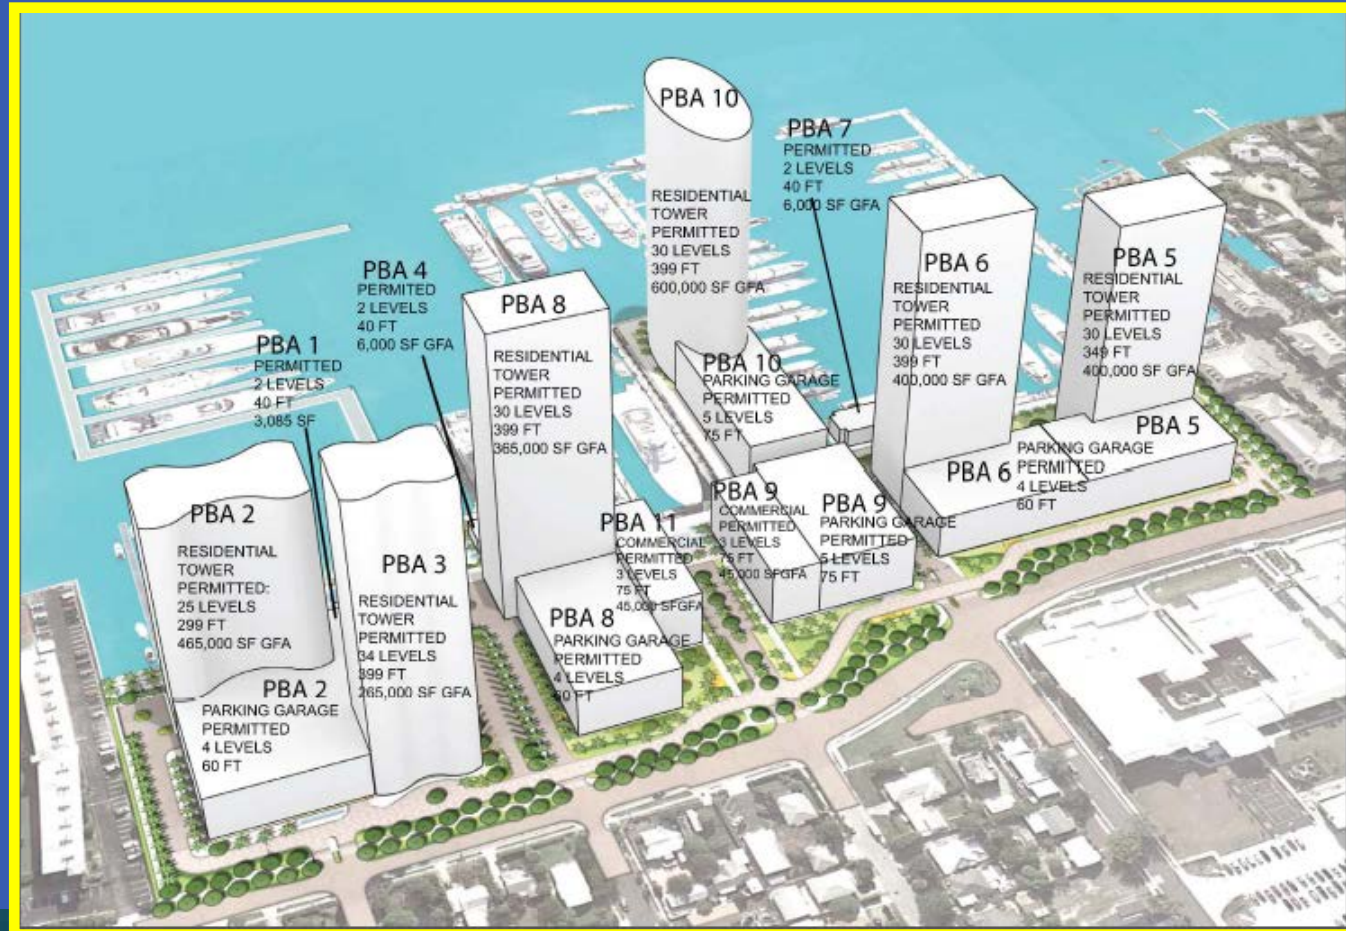 PBA 10
RESIDENTIAL
TOWER
PERMITTED
30 LEVELS
399 FT
600,000 SF GFA
PBA 7
PERMITTED
2 LEVELS
40 FT
6,000 SF GFA
PBA 4
PERMITED
2 LEVELS
40 FT
6,000 SF GFA
PBA 1
PERMITTED
2 LEVELS
40 FT
3,085 SF
PBA 8
RESIDENTIAL
TOWER
PERMITTED
30 LEVELS
399 FT
365,000 SF GFA
PBA 6
RESIDENTIAL
TOWER
PERMITTED
30 LEVELS
399 FT
400,000 SF GFA
PBA 5
RESIDENTIAL
TOWER
PERMITTED
30 LEVELS
349 FT
400,000 SF GFA
PBA 10
PARKING GARAGE
PERMITTED
5 LEVELS
75 FT
PBA 5
PBA 6
PARKING GARAGE
PERMITTED
4 LEVELS
60 FT
PBA 9
COMMERCIAL
PERMITTED
3 LEVELS
75 FT
45,000 SFGFA
PBA 9
PARKING GARAGE
PERMITTED
5 LEVELS
75 FT
PBA 11
COMMERCIAL
PERMITTED
3 LEVELS
75 FT
45,000 SFGFA
PBA 2
RESIDENTIAL
TOWER
PERMITTED:
25 LEVELS
299 FT
465,000 SF GFA
PBA 3
RESIDENTIAL
TOWER
PERMITTED
34 LEVELS
399 FT
265,000 SF GFA
PBA 8
PARKING GARAGE
PERMITTED
4 LEVELS
60 FT
PBA 2
PARKING GARAGE
PERMITTED
4 LEVELS
60 FT